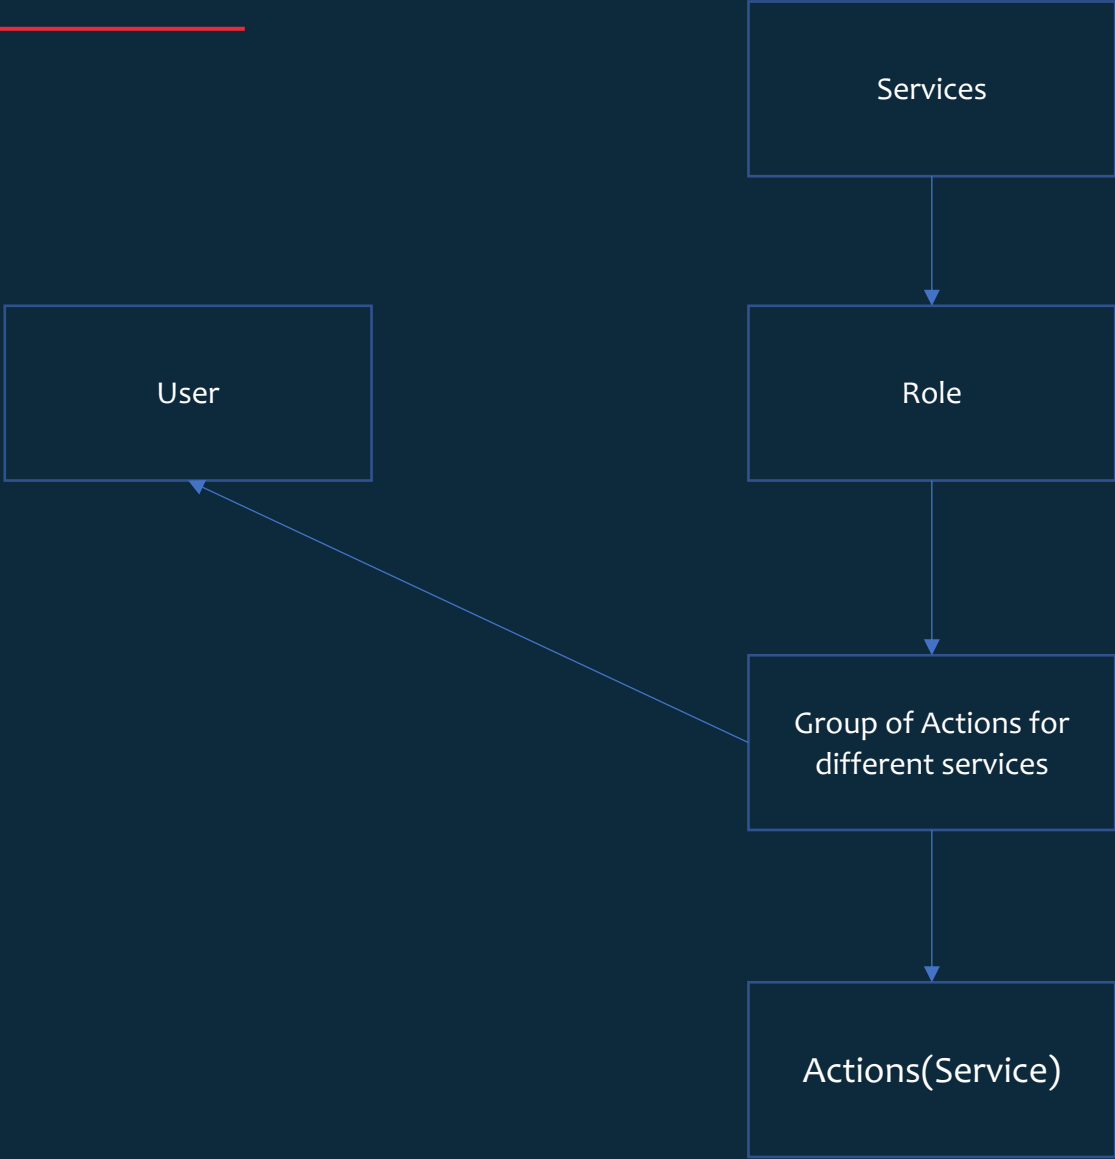 Services
User
Role
Group of Actions for
different services
Actions(Service)